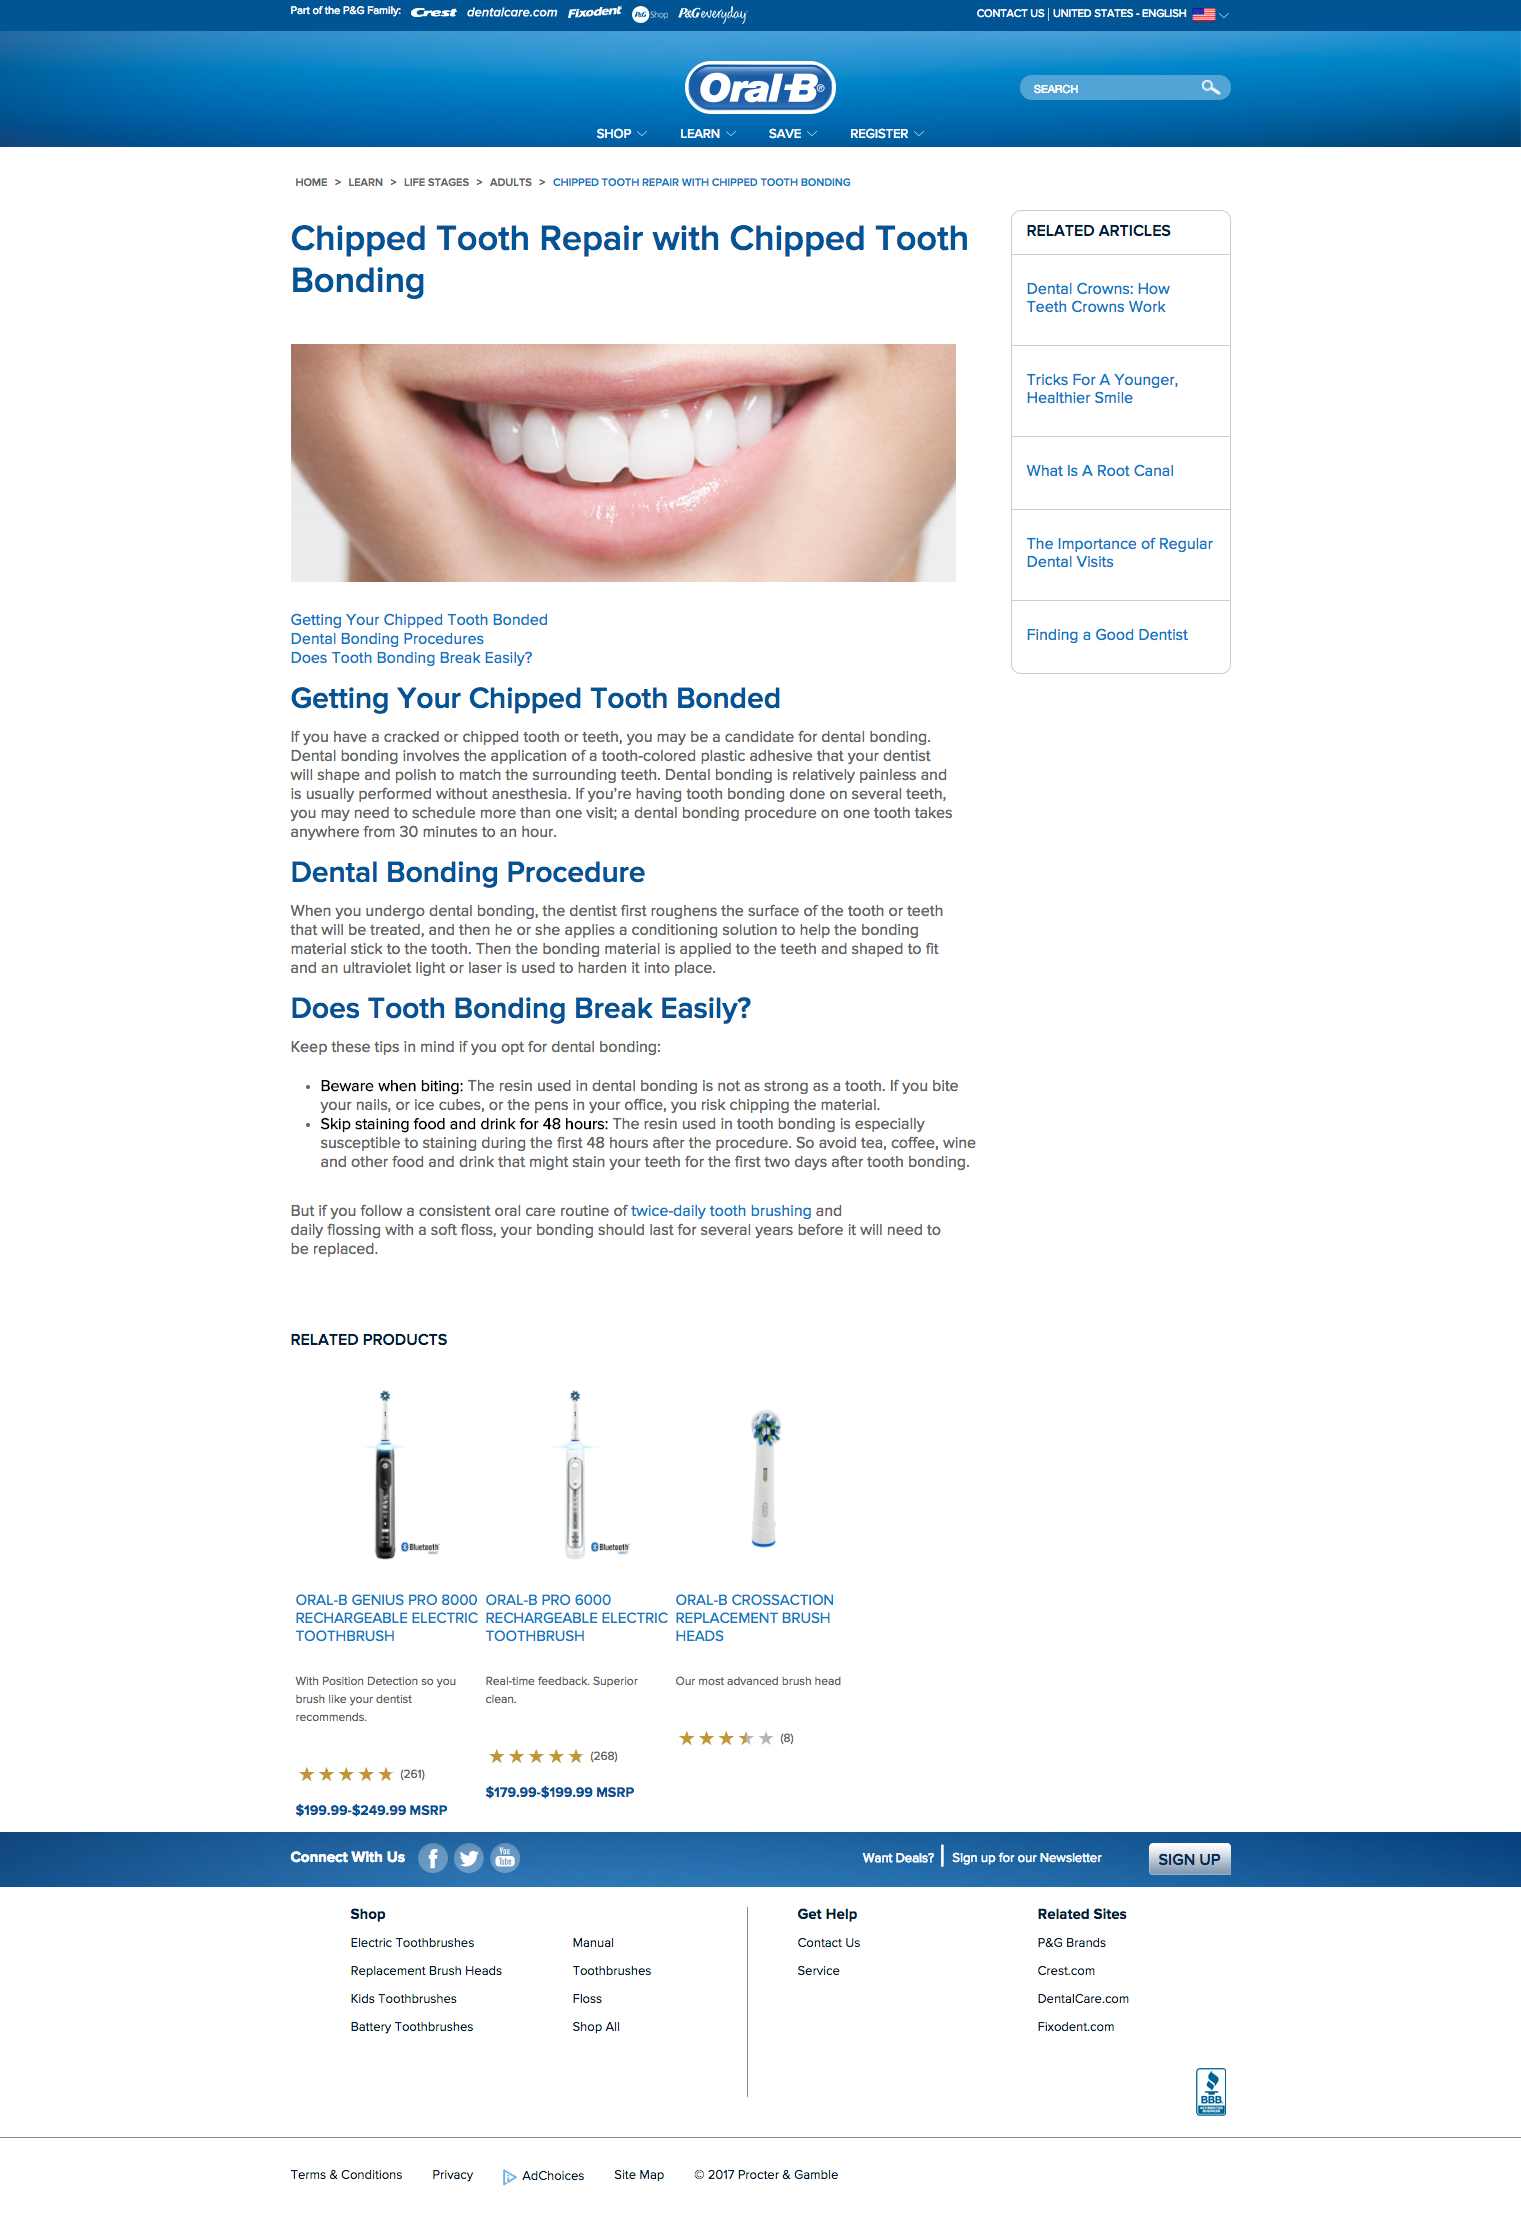 Part of the P&G Family: Crest dentalcare.com Fixodent P&G Shop P&G everyday
CONTACT US | UNITED STATES - ENGLISH
Oral-B®
SEARCH
SHOP LEARN SAVE REGISTER
HOME > LEARN > LIFE STAGES > ADULTS > CHIPPED TOOTH REPAIR WITH CHIPPED TOOTH BONDING
Chipped Tooth Repair with Chipped Tooth
Bonding
RELATED ARTICLES
Dental Crowns: How
Teeth Crowns Work
Tricks For A Younger,
Healthier Smile
What Is A Root Canal
The Importance of Regular
Dental Visits
Finding a Good Dentist
Getting Your Chipped Tooth Bonded
Dental Bonding Procedures
Does Tooth Bonding Break Easily?
Getting Your Chipped Tooth Bonded
If you have a cracked or chipped tooth or teeth, you may be a candidate for dental bonding.
Dental bonding involves the application of a tooth-colored plastic adhesive that your dentist
will shape and polish to match the surrounding teeth. Dental bonding is relatively painless and
is usually performed without anesthesia. If you're having tooth bonding done on several teeth,
you may need to schedule more than one visit; a dental bonding procedure on one tooth takes
anywhere from 30 minutes to an hour.
Dental Bonding Procedure
When you undergo dental bonding, the dentist first roughens the surface of the tooth or teeth
that will be treated, and then he or she applies a conditioning solution to help the bonding
material stick to the tooth. Then the bonding material is applied to the teeth and shaped to fit
and an ultraviolet light or laser is used to harden it into place.
Does Tooth Bonding Break Easily?
Keep these tips in mind if you opt for dental bonding:
• Beware when biting: The resin used in dental bonding is not as strong as a tooth. If you bite
your nails, or ice cubes, or the pens in your office, you risk chipping the material.
• Skip staining food and drink for 48 hours: The resin used in tooth bonding is especially
susceptible to staining during the first 48 hours after the procedure. So avoid tea, coffee, wine
and other food and drink that might stain your teeth for the first two days after tooth bonding.
But if you follow a consistent oral care routine of twice-daily tooth brushing and
daily flossing with a soft floss, your bonding should last for several years before it will need to
be replaced.
RELATED PRODUCTS
Bluetooth
Bluetooth
ORAL-B GENIUS PRO 8000
RECHARGEABLE ELECTRIC
TOOTHBRUSH
With Position Detection so you
brush like your dentist
recommends.
(261)
$199.99-$249.99 MSRP
ORAL-B PRO 6000
RECHARGEABLE ELECTRIC
TOOTHBRUSH
Real-time feedback. Superior
clean.
(268)
$179.99-$199.99 MSRP
ORAL-B CROSSACTION
REPLACEMENT BRUSH
HEADS
Our most advanced brush head
(8)
Connect With Us
You
Tube
Want Deals? | Sign up for our Newsletter
SIGN UP
Shop
Electric Toothbrushes
Replacement Brush Heads
Kids Toothbrushes
Battery Toothbrushes
Manual
Toothbrushes
Floss
Shop All
Get Help
Contact Us
Service
Related Sites
P&G Brands
Crest.com
DentalCare.com
Fixodent.com
BBB.
ACCREDITED
BUSINESS
Terms & Conditions Privacy AdChoices Site Map © 2017 Procter & Gamble